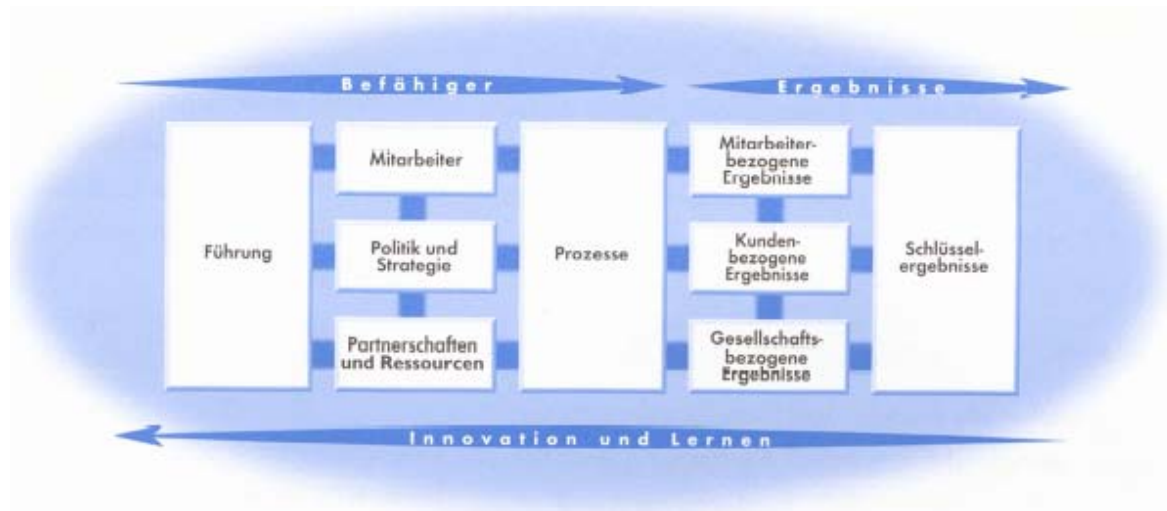 Befähiger
Ergebnisse
Führung
Mitarbeiter
Politik und
Strategie
Partnerschaften
und Ressourcen
Prozesse
Mitarbeiter-
bezogene
Ergebnisse
Kunden-
bezogene
Ergebnisse
Gesellschafts-
bezogene
Ergebnisse
Schlüssel-
ergebnisse
Innovation und Lernen